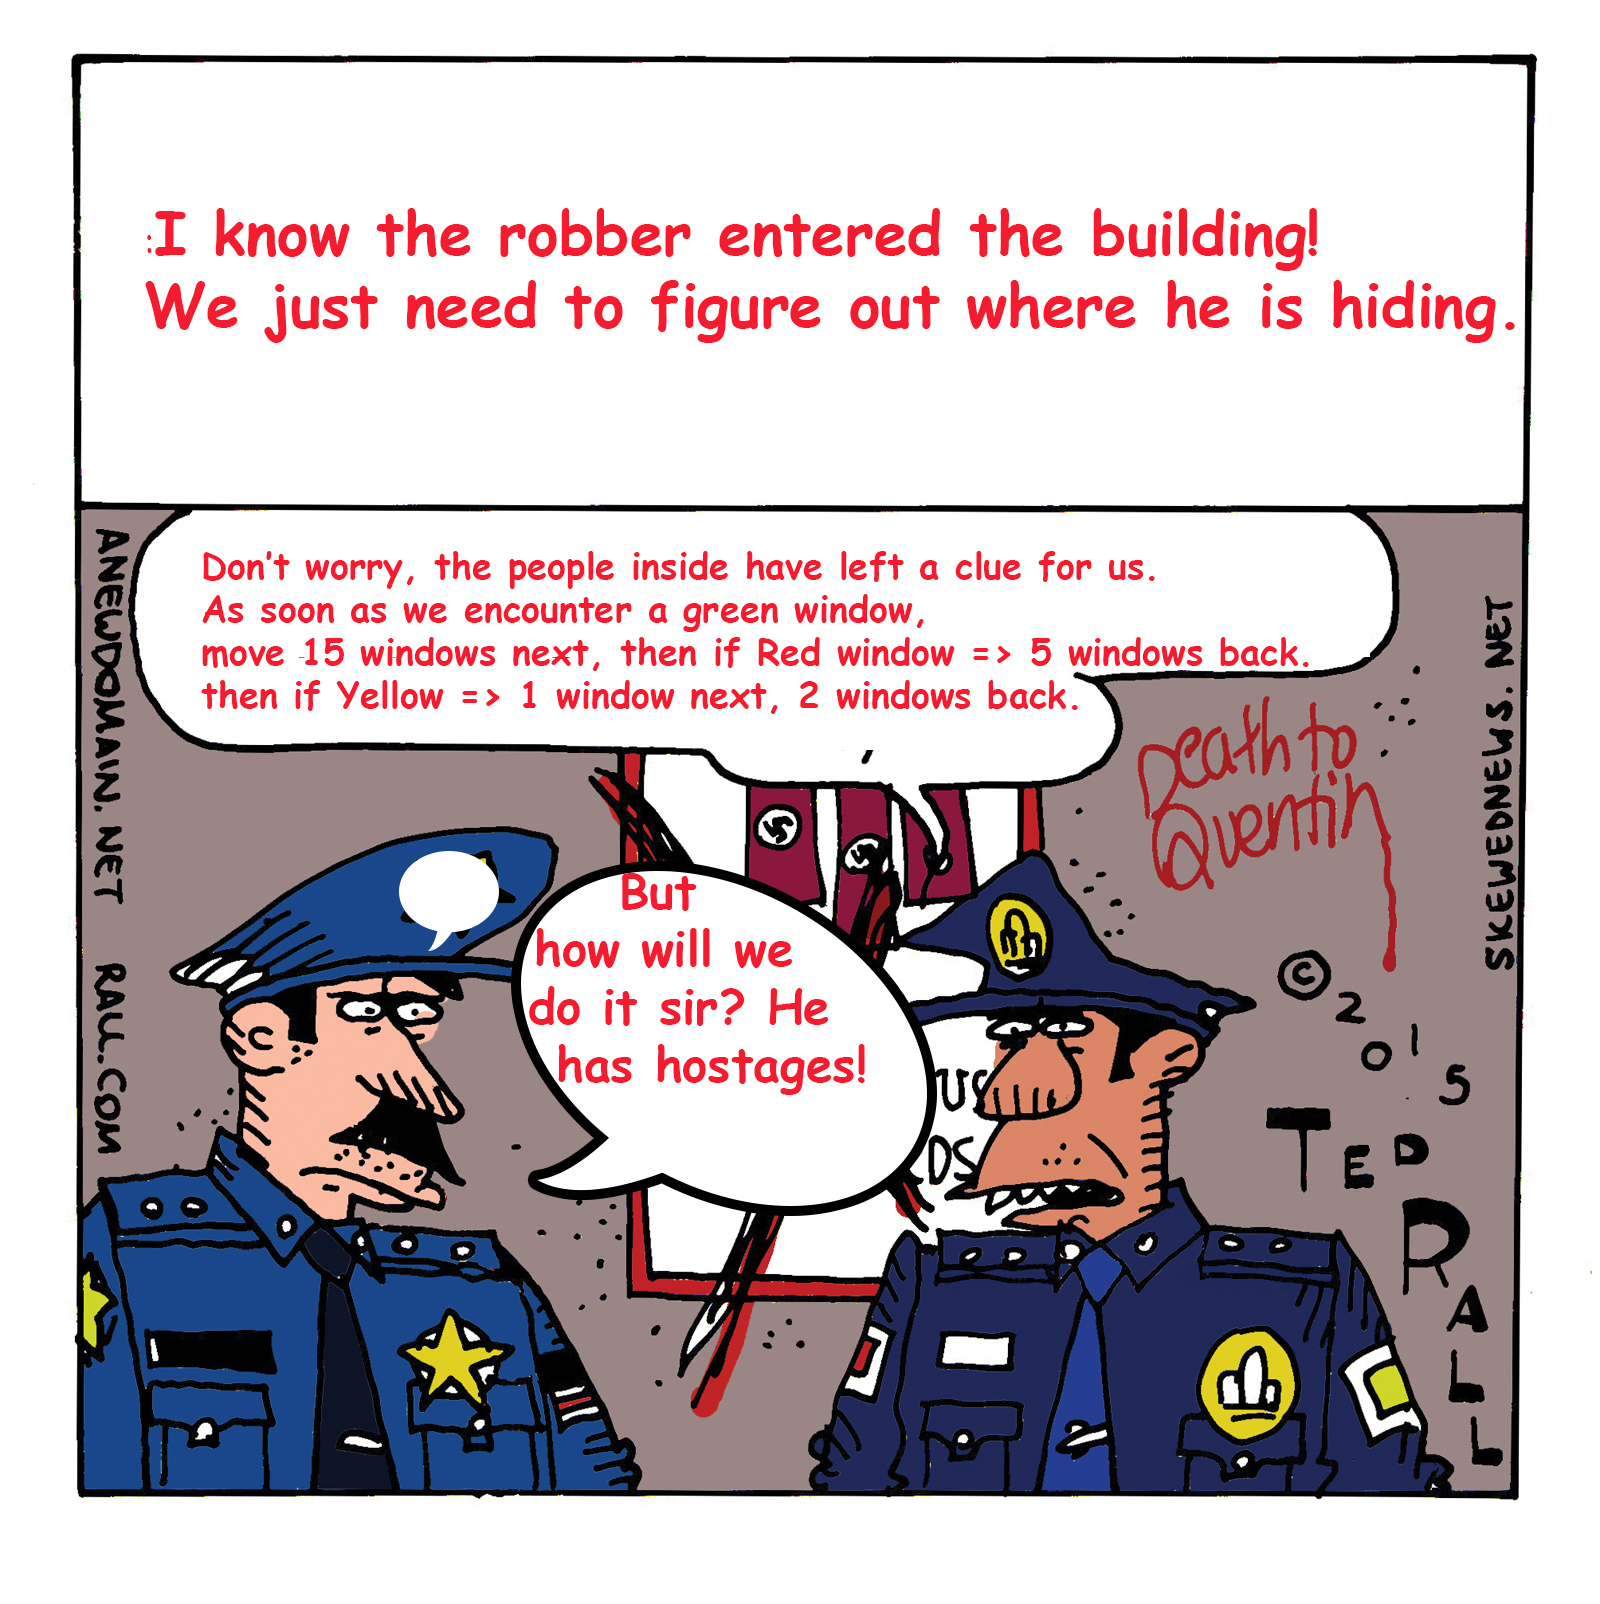 :I know the robber entered the building!
We just need to figure out where he is hiding.
Don't worry, the people inside have left a clue for us.
As soon as we encounter a green window,
move 15 windows next, then if Red window => 5 windows back.
then if Yellow => 1 window next, 2 windows back.
But
how will we
do it sir? He
has hostages!
Death to
Quentin
US
DS
ANEWDOMAIN.NET RALL.COM
SKEWEDNEWS.NET
© 2015
TED
RALL